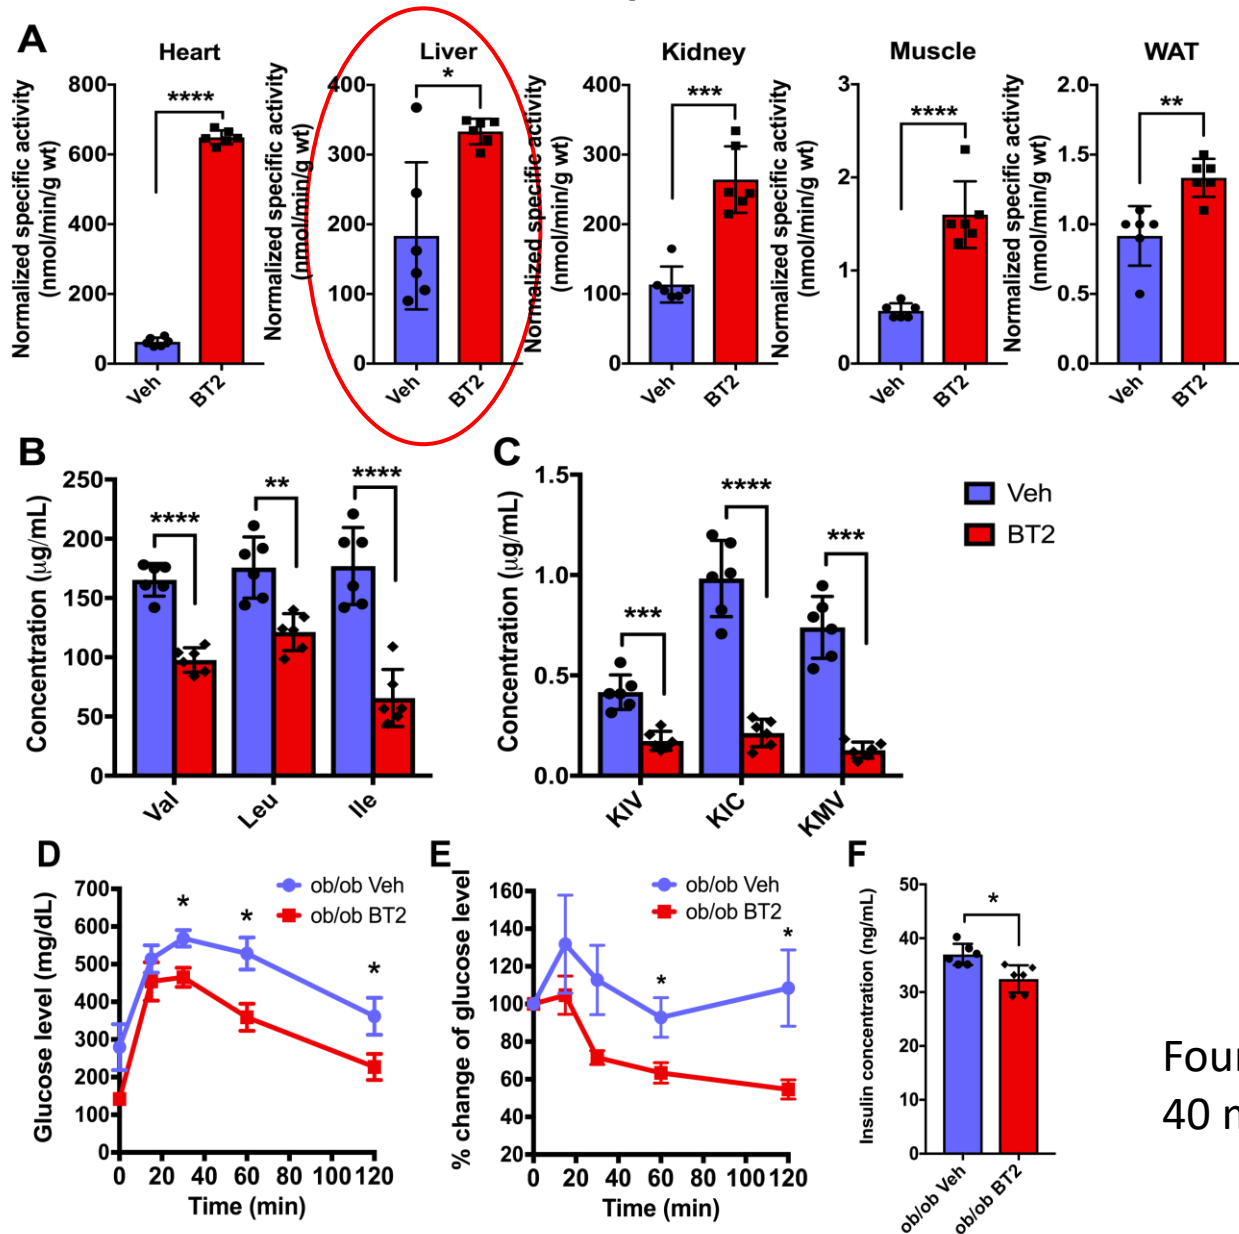 A
Heart
Normalized specific activity
(nmol/min/g wt)
800
600
400
200
0
****
Veh
BT2
Liver
Normalized specific activity
(nmol/min/g wt)
400
300
200
100
0
*
Veh
BT2
Kidney
Normalized specific activity
(nmol/min/g wt)
400
300
200
100
0
***
Veh
BT2
Muscle
Normalized specific activity
(nmol/min/g wt)
3
2
1
0
****
Veh
BT2
WAT
Normalized specific activity
(nmol/min/g wt)
2.0
1.5
1.0
0.5
0.0
**
Veh
BT2
B
Concentration (µg/mL)
250
200
150
100
50
0
****
**
****
Val
Leu
Ile
C
Concentration (µg/mL)
1.5
1.0
0.5
0.0
***
****
***
KIV
KIC
KMV
Veh
BT2
D
Glucose level (mg/dL)
700
600
500
400
300
200
100
0
ob/ob Veh
ob/ob BT2
*
*
*
0 20 40 60 80 100 120
Time (min)
E
% change of glucose level
160
140
120
100
80
60
40
20
ob/ob Veh
ob/ob BT2
*
*
0 20 40 60 80 100 120
Time (min)
F
Insulin concentration (ng/mL)
50
40
30
20
10
0
*
ob/ob Veh
ob/ob BT2
40